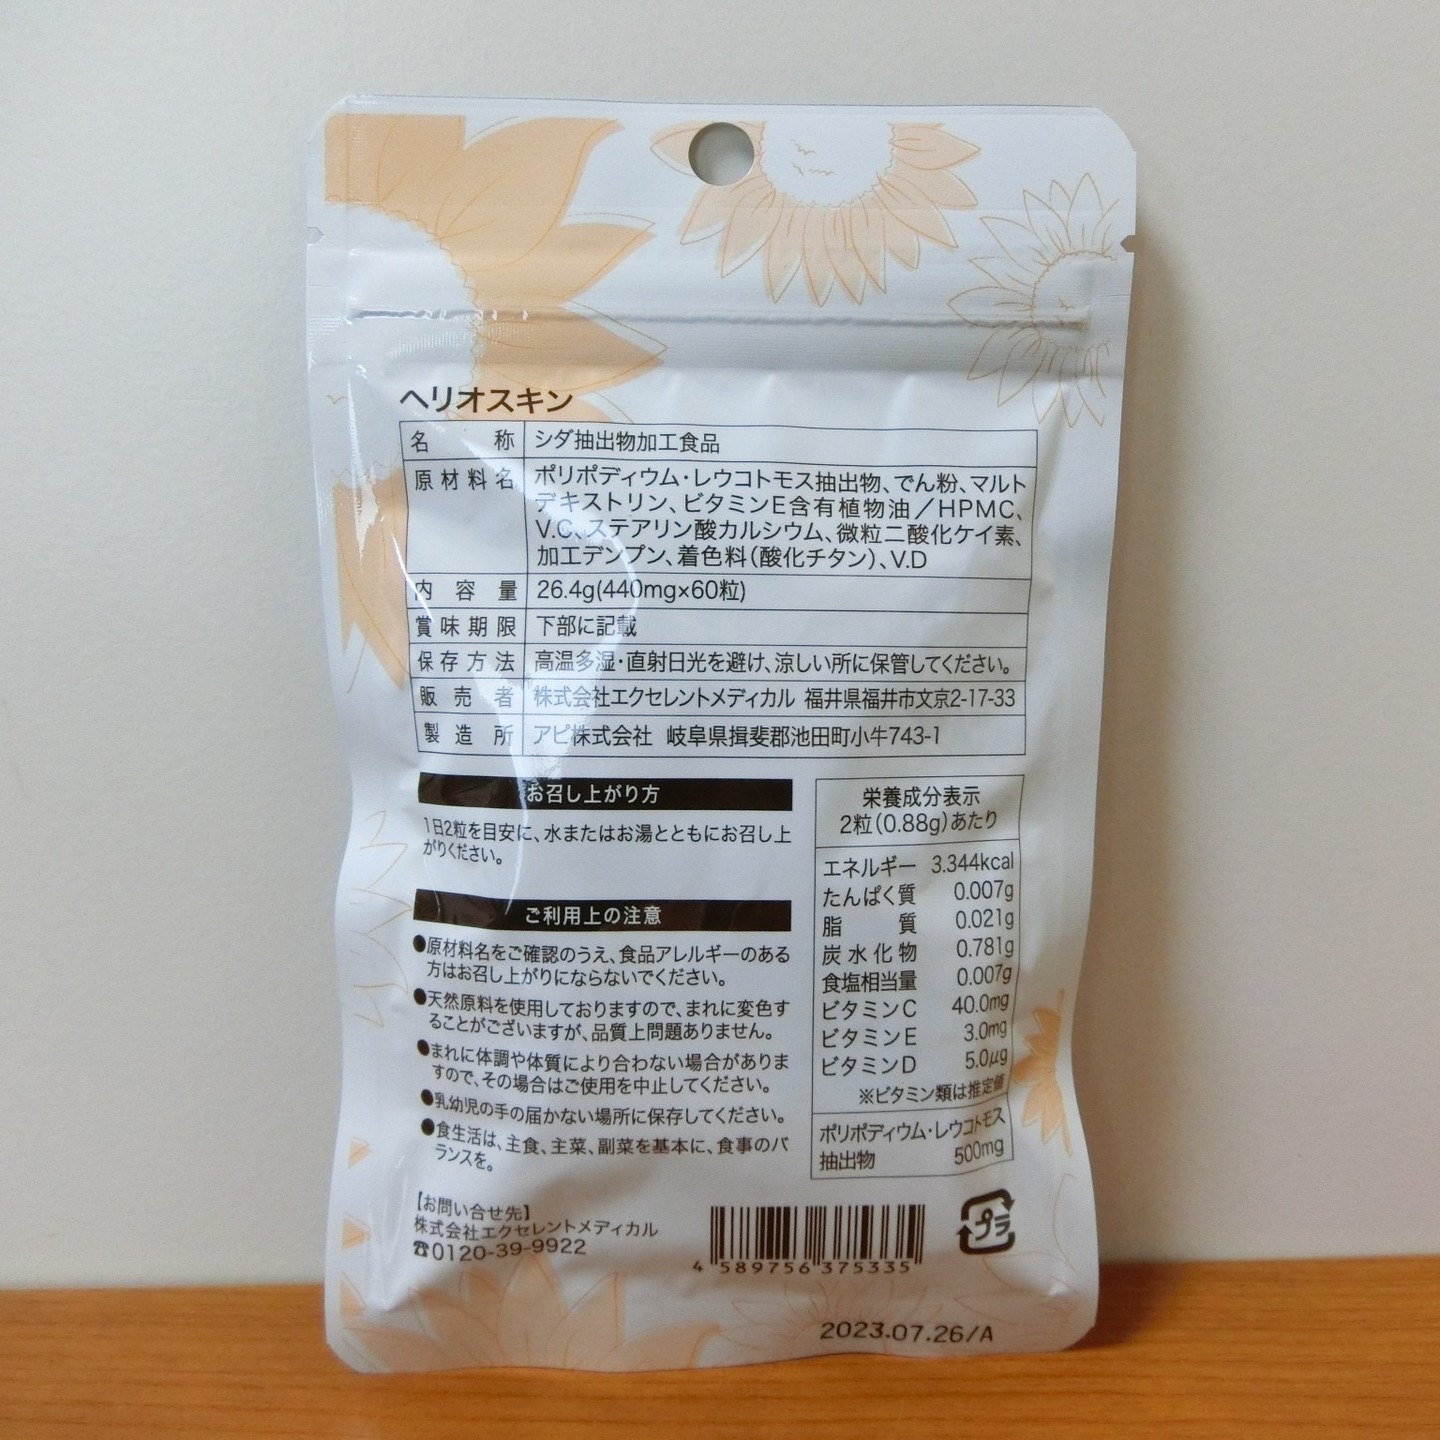 ヘリオスキン
名称 シダ抽出物加工食品
原材料名 ポリポディウム・レウコトモス抽出物、でん粉、マルト
デキストリン、ビタミンE含有植物油／HPMC、
V.C、ステアリン酸カルシウム、微粒二酸化ケイ素、
加工デンプン、着色料(酸化チタン)、V.D
内容量 26.4g(440mg×60粒)
賞味期限 下部に記載
保存方法 高温多湿・直射日光を避け、涼しい所に保管してください。
販売者 株式会社エクセレントメディカル 福井県福井市文京2-17-33
製造所 アピ株式会社 岐阜県揖斐郡池田町小牛743-1
お召し上がり方
1日2粒を目安に、水またはお湯とともにお召し上
がりください。
ご利用上の注意
●原材料名をご確認のうえ、食品アレルギーのある
方はお召し上がりにならないでください。
●天然原料を使用しておりますので、まれに変色す
ることがございますが、品質上問題ありません。
●まれに体調や体質により合わない場合がありま
すので、その場合はご使用を中止してください。
●乳幼児の手の届かない場所に保存してください。
●食生活は、主食、主菜、副菜を基本に、食事のバ
ランスを。
栄養成分表示
2粒(0.88g)あたり
エネルギー 3.344kcal
たんぱく質 0.007g
脂質 0.021g
炭水化物 0.781g
食塩相当量 0.007g
ビタミンC 40.0mg
ビタミンE 3.0mg
ビタミンD 5.0μg
※ビタミン類は推定値
ポリポディウム・レウコトモス
抽出物 500mg
【お問い合せ先】
株式会社エクセレントメディカル
☎0120-39-9922
4 589756 375335
プラ
2023.07.26/A